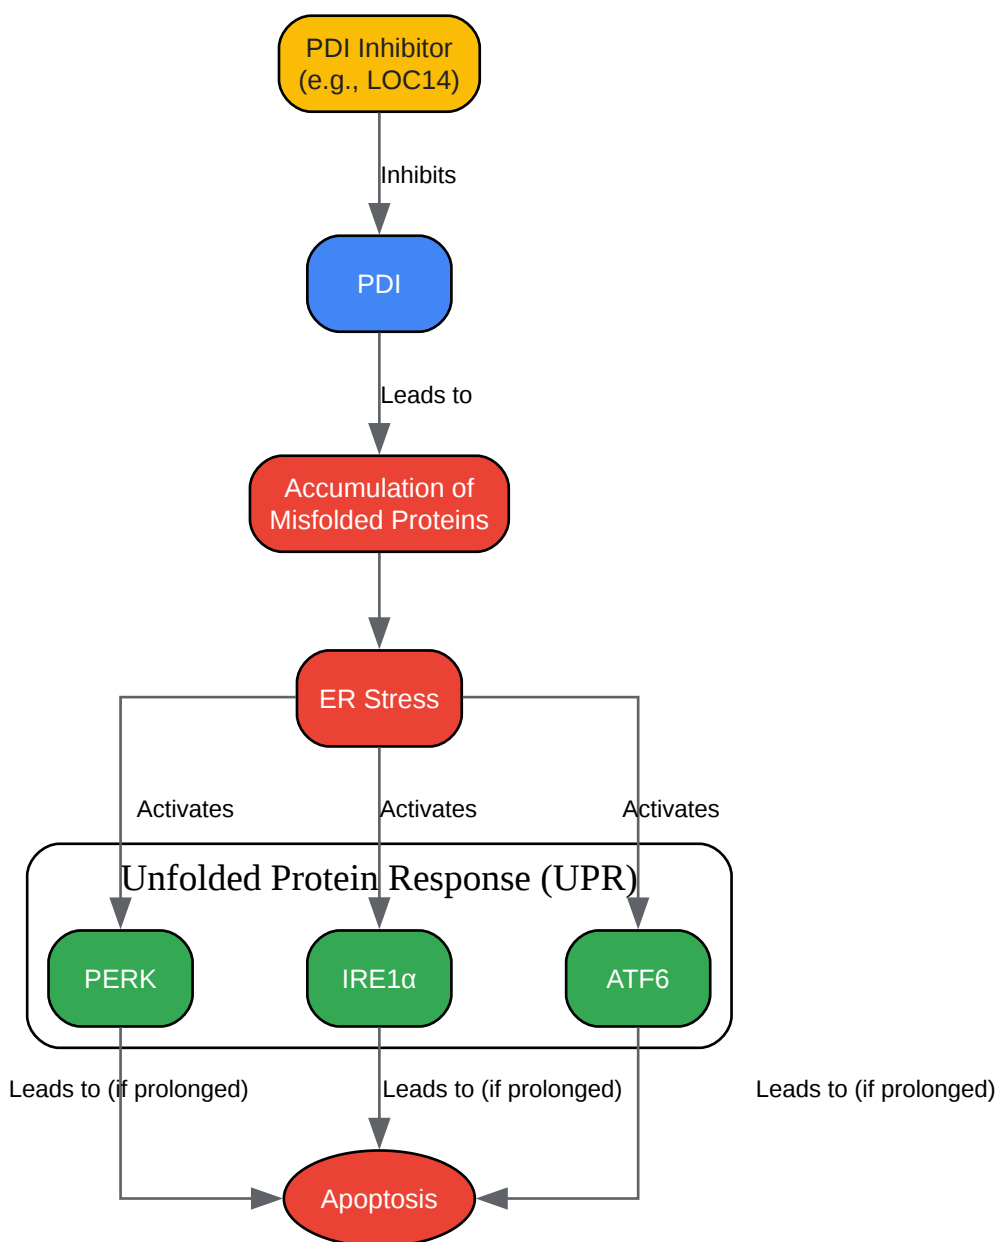 PDI Inhibitor
(e.g., LOC14)
Inhibits
PDI
Leads to
Accumulation of
Misfolded Proteins
ER Stress
Activates
Activates
Activates
Unfolded Protein Response (UPR)
PERK
IRE1α
ATF6
Leads to (if prolonged)
Leads to (if prolonged)
Leads to (if prolonged)
Apoptosis